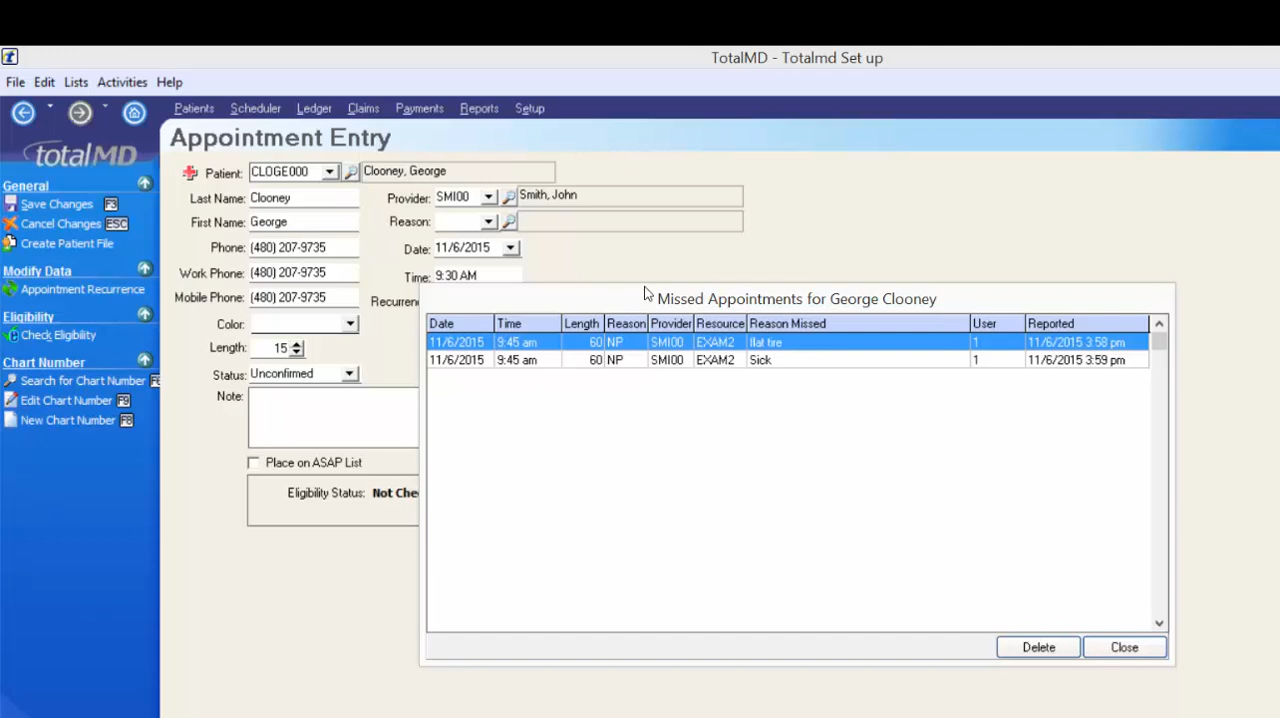 TotalMD - Totalmd Set up
File Edit Lists Activities Help
Patients Scheduler Ledger Claims Payments Reports Setup
totalMD
Appointment Entry
General
Save Changes F3
Cancel Changes ESC
Create Patient File
Modify Data
Appointment Recurrence
Eligibility
Check Eligibility
Chart Number
Search for Chart Number
Edit Chart Number F9
New Chart Number F8
Patient: CLOGE000 Clooney, George
Last Name: Clooney
First Name: George
Phone: (480) 207-9735
Work Phone: (480) 207-9735
Mobile Phone: (480) 207-9735
Color:
Length: 15
Status: Unconfirmed
Note:
Place on ASAP List
Eligibility Status: Not Chec
Provider: SMI00 Smith, John
Reason:
Date: 11/6/2015
Time: 9:30 AM
Recurrenc
Missed Appointments for George Clooney
Date Time Length Reason Provider Resource Reason Missed User Reported
11/6/2015 9:45 am 60 NP SMI00 EXAM2 flat tire 1 11/6/2015 3:58 pm
11/6/2015 9:45 am 60 NP SMI00 EXAM2 Sick 1 11/6/2015 3:59 pm
Delete Close